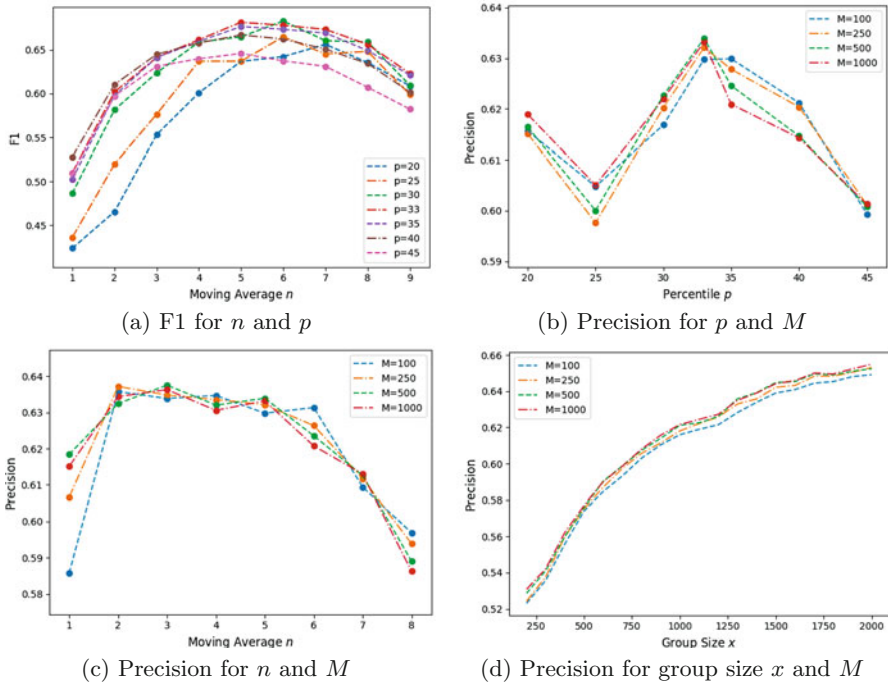 0.65
0.60
0.55
0.50
0.45
F1
p=20
p=25
p=30
p=33
p=35
p=40
p=45
1 2 3 4 5 6 7 8 9
Moving Average n
(a) F1 for n and p
0.64
0.63
0.62
0.61
0.60
0.59
Precision
M=100
M=250
M=500
M=1000
20 25 30 35 40 45
Percentile p
(b) Precision for p and M
0.64
0.63
0.62
0.61
0.60
0.59
0.58
Precision
M=100
M=250
M=500
M=1000
1 2 3 4 5 6 7 8
Moving Average n
(c) Precision for n and M
0.66
0.64
0.62
0.60
0.58
0.56
0.54
0.52
Precision
M=100
M=250
M=500
M=1000
250 500 750 1000 1250 1500 1750 2000
Group Size x
(d) Precision for group size x and M